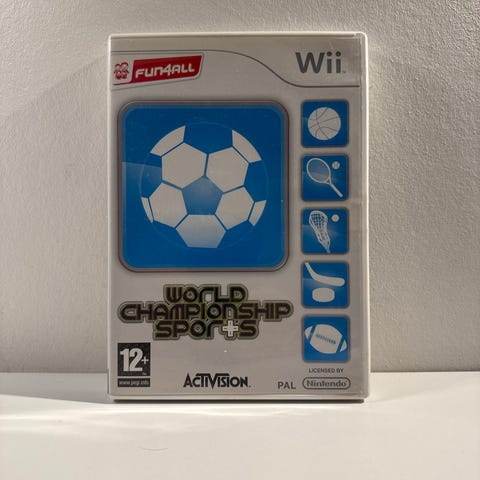 FUN4ALL
Wii
WORLD
CHAMPIONSHIP
SPORTS
12+
www.pegi.info
ACTIVISION.
PAL
LICENSED BY
Nintendo